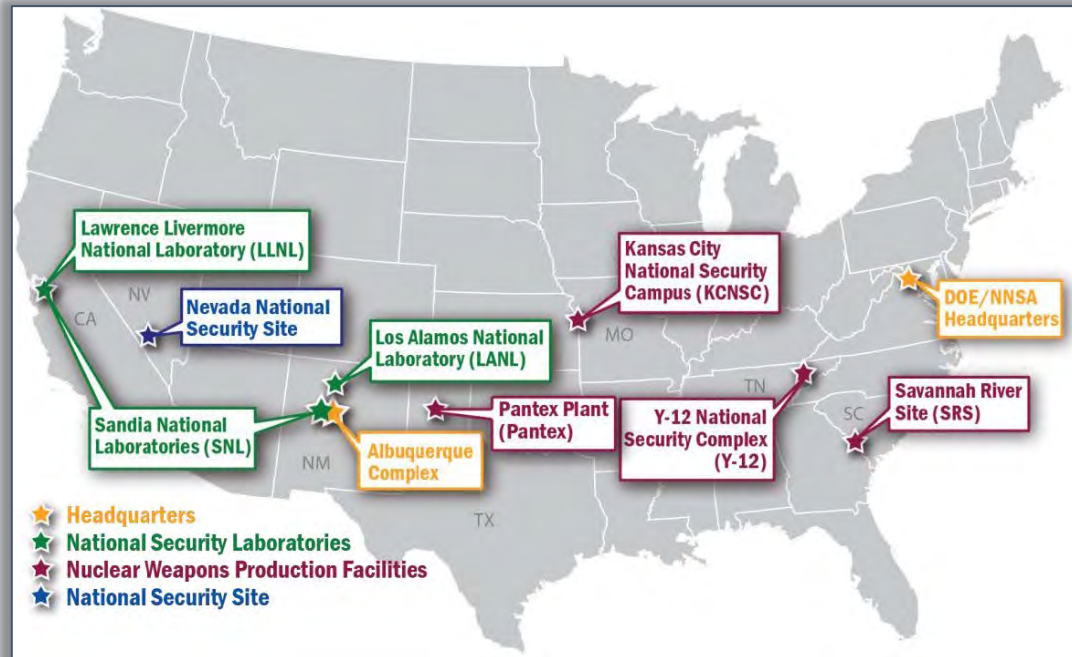 Lawrence Livermore
National Laboratory (LLNL)
CA
NV
Nevada National
Security Site
Los Alamos National
Laboratory (LANL)
Sandia National
Laboratories (SNL)
NM
Albuquerque
Complex
Pantex Plant
(Pantex)
TX
Kansas City
National Security
Campus (KCNSC)
MO
DOE/NNSA
Headquarters
TN
Y-12 National
Security Complex
(Y-12)
SC
Savannah River
Site (SRS)
Headquarters
National Security Laboratories
Nuclear Weapons Production Facilities
National Security Site